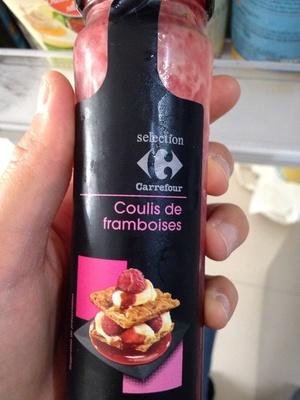 selection
Carrefour
Coulis de
framboises